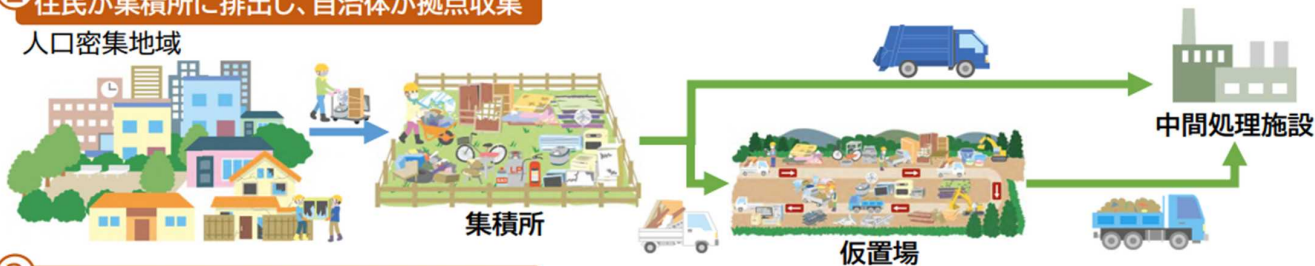 住民が集積所に排出し、自治体が拠点収集
人口密集地域
集積所
中間処理施設
仮置場